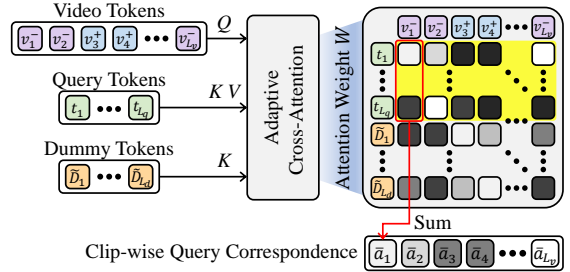 Video Tokens
v₁⁻ v₂⁻ v₃⁺ v₄⁺ ••• v_{L_v}⁻
Q
Query Tokens
t₁ ••• t_{L_q}
K V
Dummy Tokens
D̃₁ ••• D̃_{L_d}
K
Adaptive
Cross-Attention
Attention Weight W
v₁⁻ v₂⁻ v₃⁺ v₄⁺ ••• v_{L_v}⁻
t₁
t_{L_q}
D̃₁
D̃_{L_d}
Sum
Clip-wise Query Correspondence
ā₁ ā₂ ā₃ ā₄ ••• ā_{L_v}